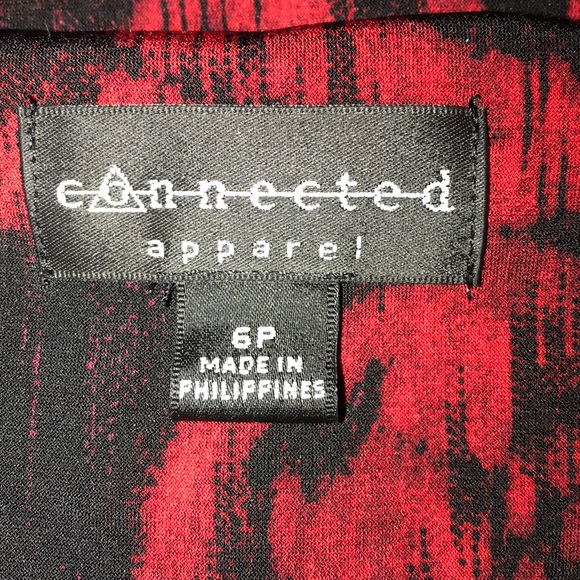 connected
apparel
6P
MADE IN
PHILIPPINES